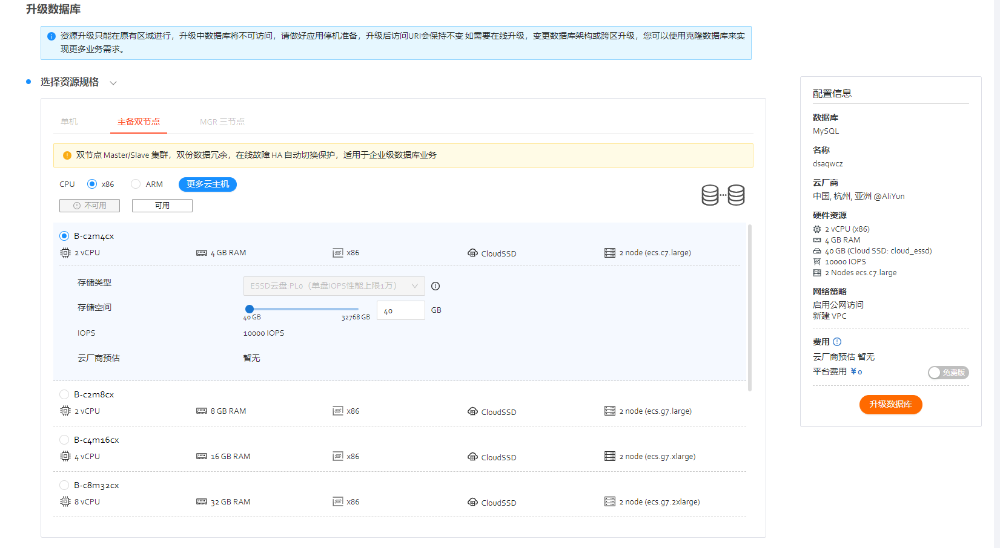 升级数据库
资源升级只能在原有区域进行，升级中数据库将不可访问，请做好应用停机准备，升级后访问URI会保持不变 如需要在线升级，变更数据库架构或跨区升级，您可以使用克隆数据库来实
现更多业务需求。
选择资源规格
单机 主备双节点 MGR 三节点
双节点 Master/Slave 集群，双份数据冗余，在线故障 HA 自动切换保护，适用于企业级数据库业务
CPU x86 ARM 更多云主机
不可用 可用
B-c2m4cx
2 vCPU 4 GB RAM x86 CloudSSD 2 node (ecs.c7.large)
存储类型 ESSD云盘:PL0（单盘IOPS性能上限1万）
存储空间 40 GB 32768 GB 40 GB
IOPS 10000 IOPS
云厂商预估 暂无
B-c2m8cx
2 vCPU 8 GB RAM x86 CloudSSD 2 node (ecs.g7.large)
B-c4m16cx
4 vCPU 16 GB RAM x86 CloudSSD 2 node (ecs.g7.xlarge)
B-c8m32cx
8 vCPU 32 GB RAM x86 CloudSSD 2 node (ecs.g7.2xlarge)
配置信息
数据库
MySQL
名称
dsaqwcz
云厂商
中国, 杭州, 亚洲 @AliYun
硬件资源
2 vCPU (x86)
4 GB RAM
40 GB (Cloud SSD: cloud_essd)
10000 IOPS
2 Nodes ecs.c7.large
网络策略
启用公网访问
新建 VPC
费用
云厂商预估 暂无
平台费用 ¥0 免费版
升级数据库